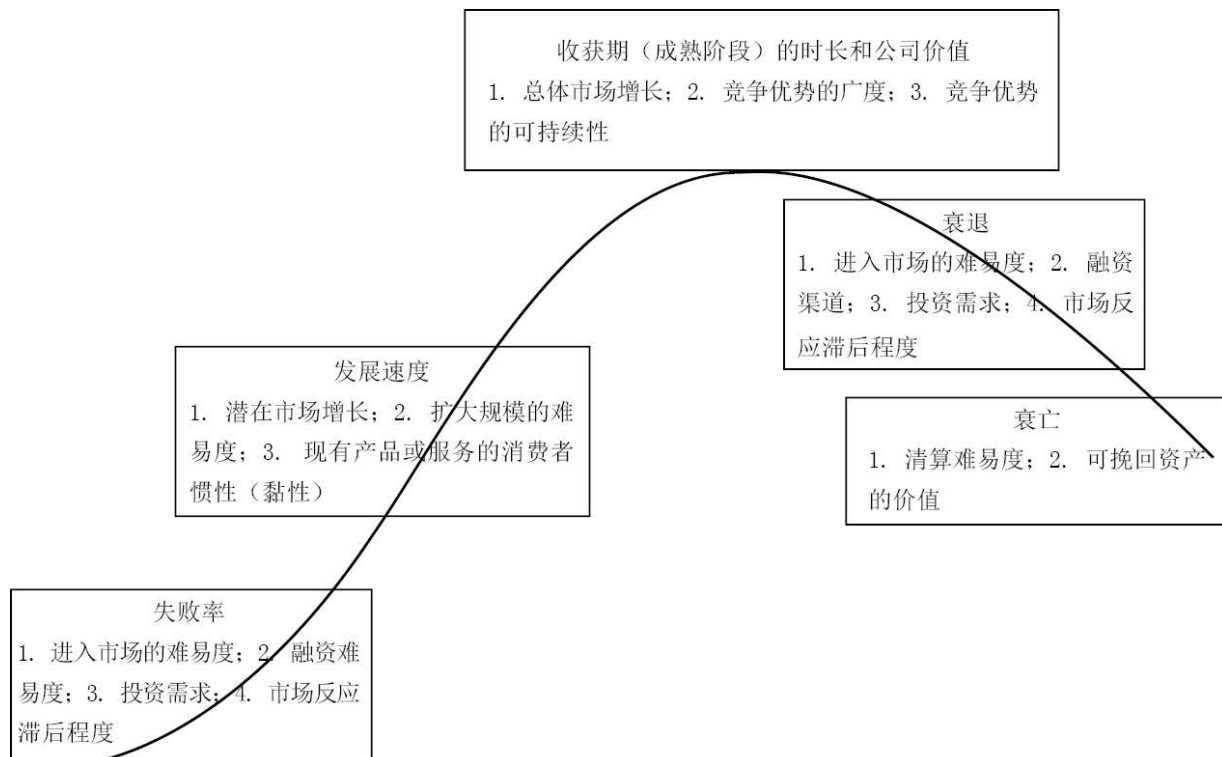 收获期（成熟阶段）的时长和公司价值
1. 总体市场增长；2. 竞争优势的广度；3. 竞争优势
的可持续性
衰退
1. 进入市场的难易度；2. 融资
渠道；3. 投资需求；4. 市场反
应滞后程度
发展速度
1. 潜在市场增长；2. 扩大规模的难
易度；3. 现有产品或服务的消费者
惯性（黏性）
衰亡
1. 清算难易度；2. 可挽回资产
的价值
失败率
1. 进入市场的难易度；2. 融资难
易度；3. 投资需求；4. 市场反应
滞后程度